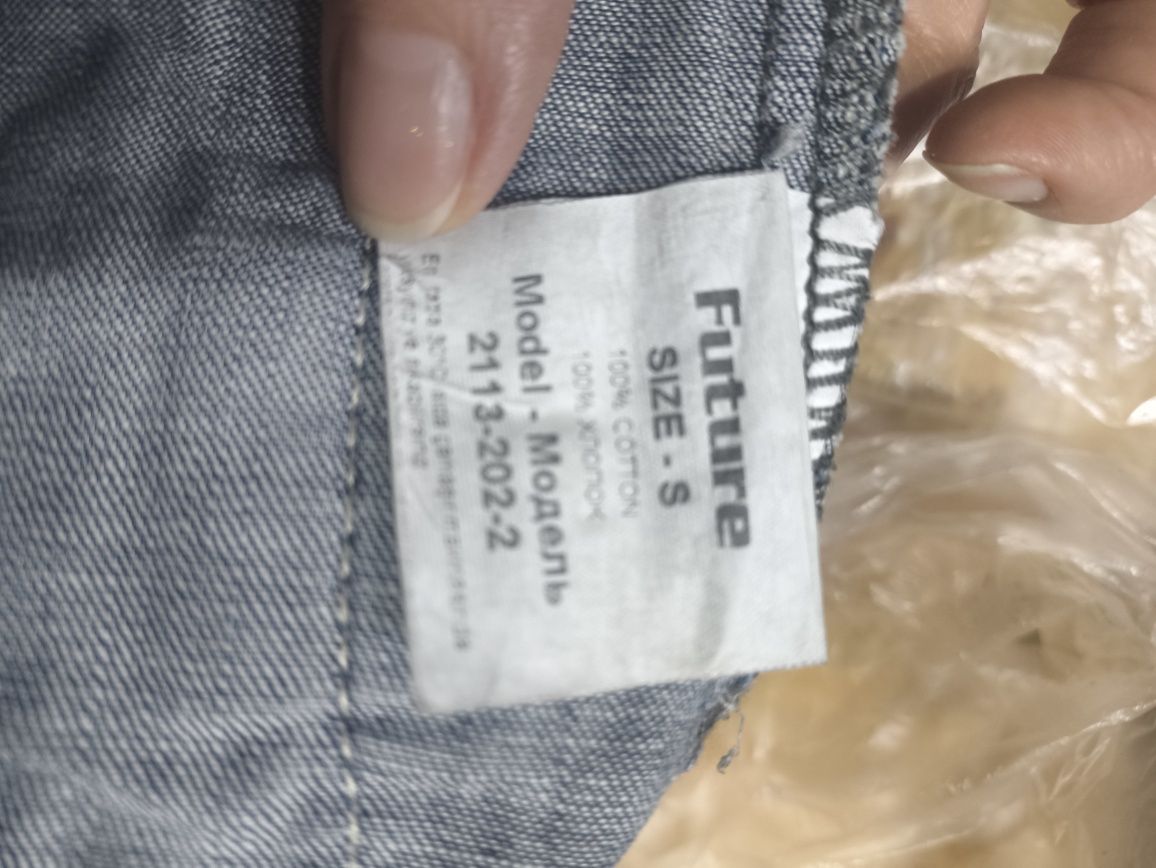 Future
SIZE - S
100% COTTON
100% ХЛОПОК
Model - Модель
2113-202-2